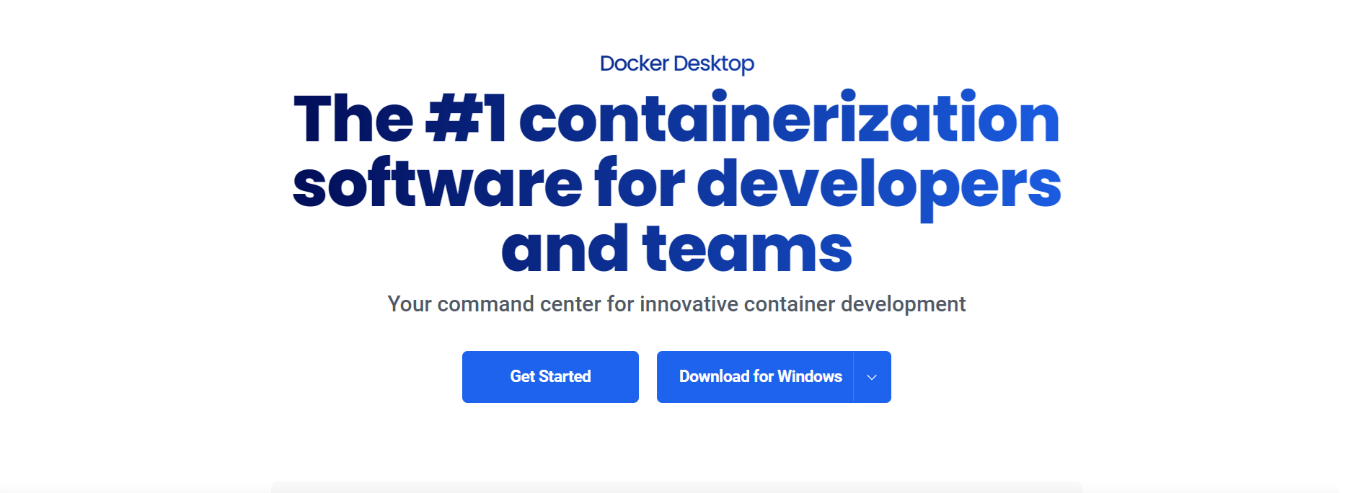 Docker Desktop
The #1 containerization
software for developers
and teams
Your command center for innovative container development
Get Started
Download for Windows